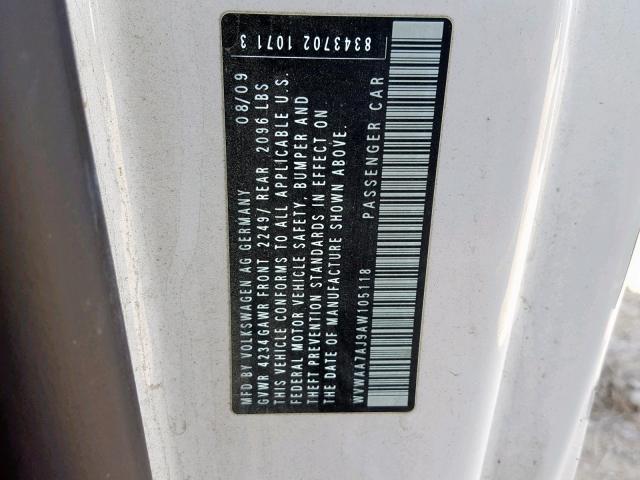 MFD BY VOLKSWAGEN AG GERMANY 08/09
GVWR 4234 GAWR FRONT 2249/ REAR 2096 LBS
THIS VEHICLE CONFORMS TO ALL APPLICABLE U.S.
FEDERAL MOTOR VEHICLE SAFETY, BUMPER AND
THEFT PREVENTION STANDARDS IN EFFECT ON
THE DATE OF MANUFACTURE SHOWN ABOVE.
WVWAA7AJ9AW105118 PASSENGER CAR
8343702 1071 3